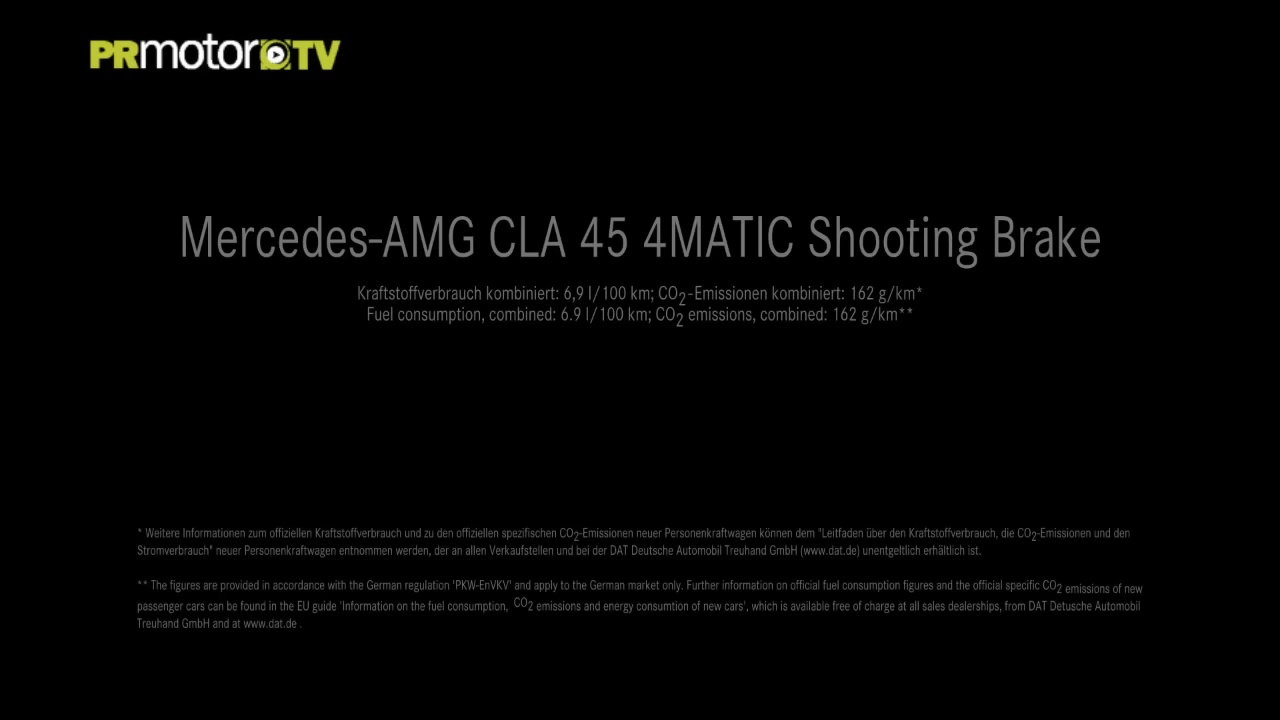 PRmotor TV
Mercedes-AMG CLA 45 4MATIC Shooting Brake
Kraftstoffverbrauch kombiniert: 6,9 l/100 km; CO2-Emissionen kombiniert: 162 g/km*
Fuel consumption, combined: 6.9 l/100 km; CO2 emissions, combined: 162 g/km**
* Weitere Informationen zum offiziellen Kraftstoffverbrauch und zu den offiziellen spezifischen CO2-Emissionen neuer Personenkraftwagen können dem "Leitfaden über den Kraftstoffverbrauch, die CO2-Emissionen und den
Stromverbrauch" neuer Personenkraftwagen entnommen werden, der an allen Verkaufstellen und bei der DAT Deutsche Automobil Treuhand GmbH (www.dat.de) unentgeltlich erhältlich ist.
** The figures are provided in accordance with the German regulation 'PKW-EnVKV' and apply to the German market only. Further information on official fuel consumption figures and the official specific CO2 emissions of new
passenger cars can be found in the EU guide 'Information on the fuel consumption, CO2 emissions and energy consumtion of new cars', which is available free of charge at all sales dealerships, from DAT Detusche Automobil
Treuhand GmbH and at www.dat.de .